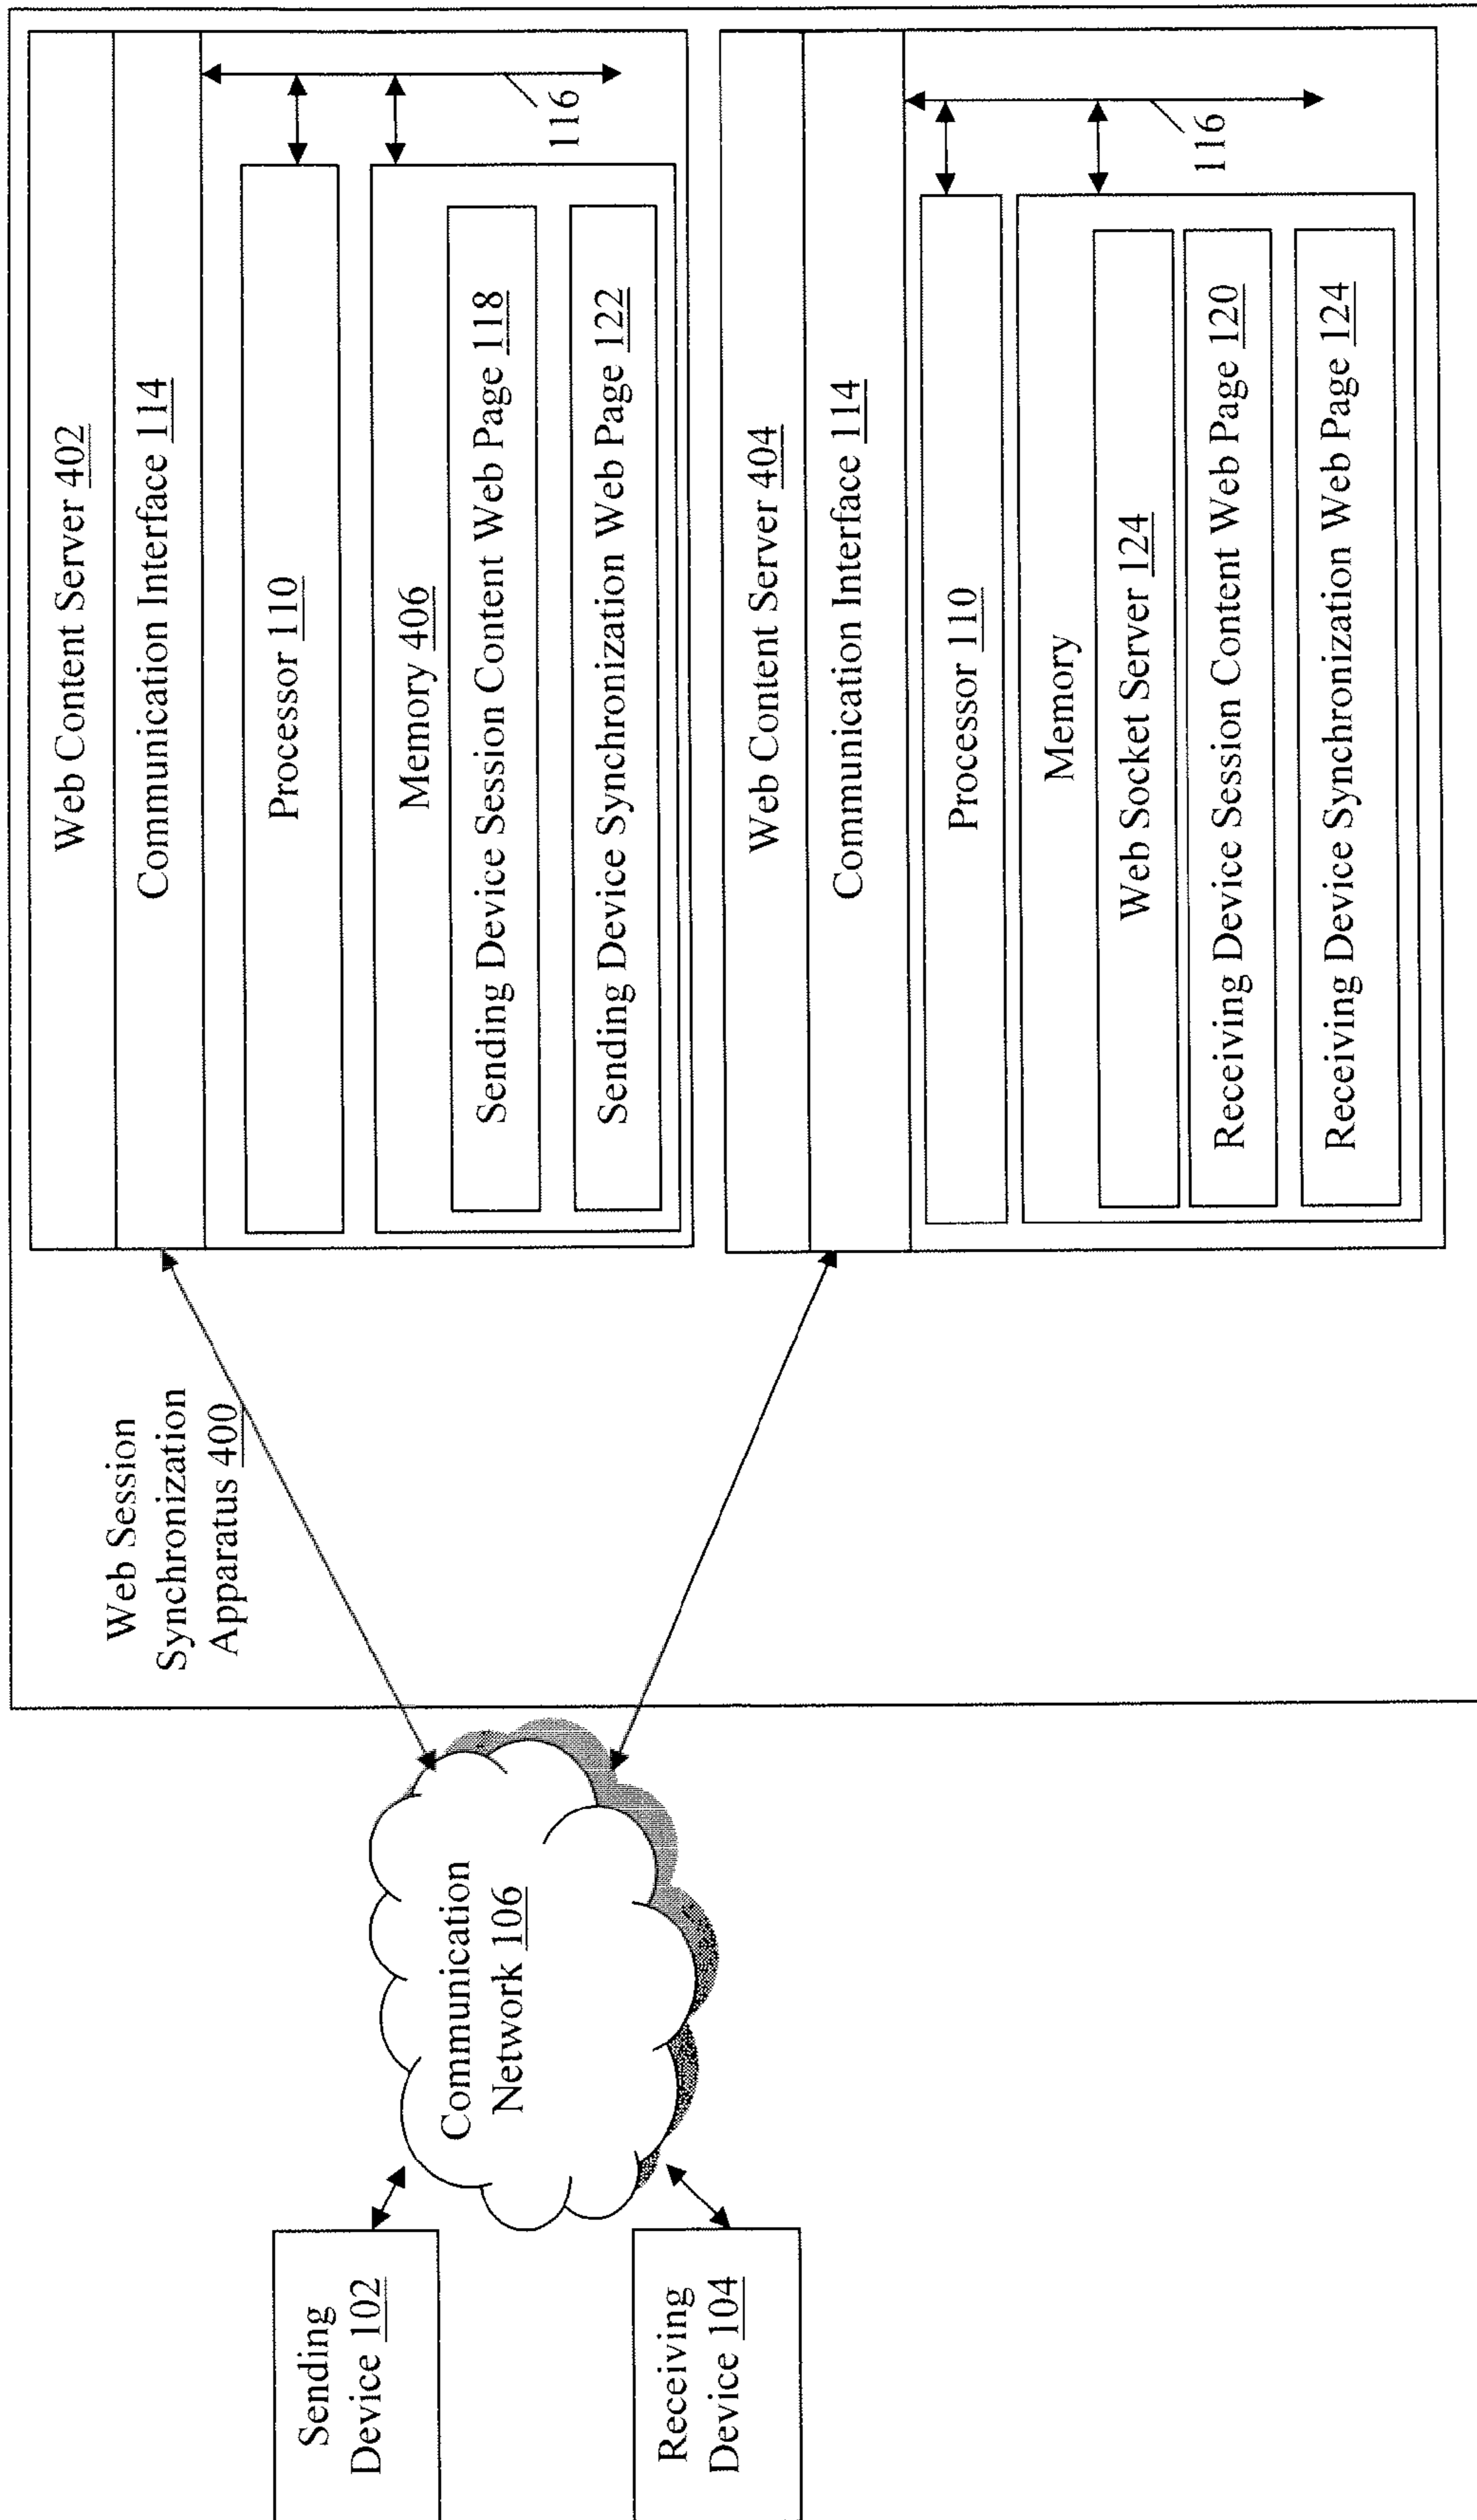 Sending
Device 102
Receiving
Device 104
Communication
Network 106
Web Session
Synchronization
Apparatus 400
Web Content Server 402
Communication Interface 114
Processor 110
Memory 406
Sending Device Session Content Web Page 118
Sending Device Synchronization Web Page 122
116
Web Content Server 404
Communication Interface 114
Processor 110
Memory
Web Socket Server 124
Receiving Device Session Content Web Page 120
Receiving Device Synchronization Web Page 124
116